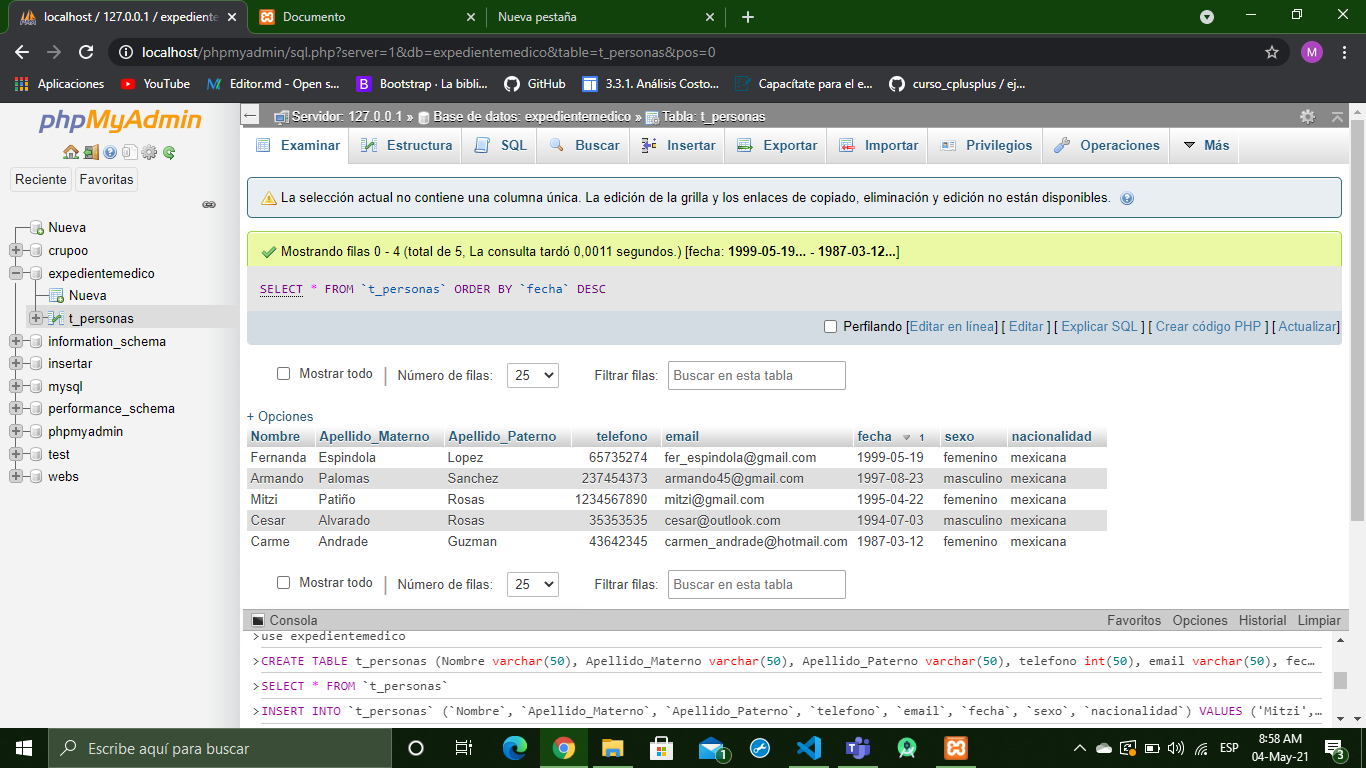 localhost / 127.0.0.1 / expediente
Documento
Nueva pestaña
localhost/phpmyadmin/sql.php?server=1&db=expedientemedico&table=t_personas&pos=0
M
Aplicaciones
YouTube
Editor.md - Open s...
Bootstrap · La bibli...
GitHub
3.3.1. Análisis Costo...
Capacítate para el e...
curso_cplusplus / ej...
phpMyAdmin
Reciente
Favoritas
Nueva
crupoo
expedientemedico
Nueva
t_personas
information_schema
insertar
mysql
performance_schema
phpmyadmin
test
webs
Servidor: 127.0.0.1 » Base de datos: expedientemedico » Tabla: t_personas
Examinar Estructura SQL Buscar Insertar Exportar Importar Privilegios Operaciones Más
La selección actual no contiene una columna única. La edición de la grilla y los enlaces de copiado, eliminación y edición no están disponibles.
Mostrando filas 0 - 4 (total de 5, La consulta tardó 0,0011 segundos.) [fecha: 1999-05-19... - 1987-03-12...]
SELECT * FROM `t_personas` ORDER BY `fecha` DESC
Perfilando [Editar en línea] [ Editar ] [ Explicar SQL ] [ Crear código PHP ] [ Actualizar]
Mostrar todo | Número de filas: 25 Filtrar filas: Buscar en esta tabla
+ Opciones
Nombre Apellido_Materno Apellido_Paterno telefono email fecha 1 sexo nacionalidad
Fernanda Espindola Lopez 65735274 fer_espindola@gmail.com 1999-05-19 femenino mexicana
Armando Palomas Sanchez 237454373 armando45@gmail.com 1997-08-23 masculino mexicana
Mitzi Patiño Rosas 1234567890 mitzi@gmail.com 1995-04-22 femenino mexicana
Cesar Alvarado Rosas 35353535 cesar@outlook.com 1994-07-03 masculino mexicana
Carme Andrade Guzman 43642345 carmen_andrade@hotmail.com 1987-03-12 femenino mexicana
Mostrar todo | Número de filas: 25 Filtrar filas: Buscar en esta tabla
Consola Favoritos Opciones Historial Limpiar
>use expedientemedico
>CREATE TABLE t_personas (Nombre varchar(50), Apellido_Materno varchar(50), Apellido_Paterno varchar(50), telefono int(50), email varchar(50), fec...
>SELECT * FROM `t_personas`
>INSERT INTO `t_personas` (`Nombre`, `Apellido_Materno`, `Apellido_Paterno`, `telefono`, `email`, `fecha`, `sexo`, `nacionalidad`) VALUES ('Mitzi',...
Escribe aquí para buscar
1
ESP
8:58 AM
04-May-21
3